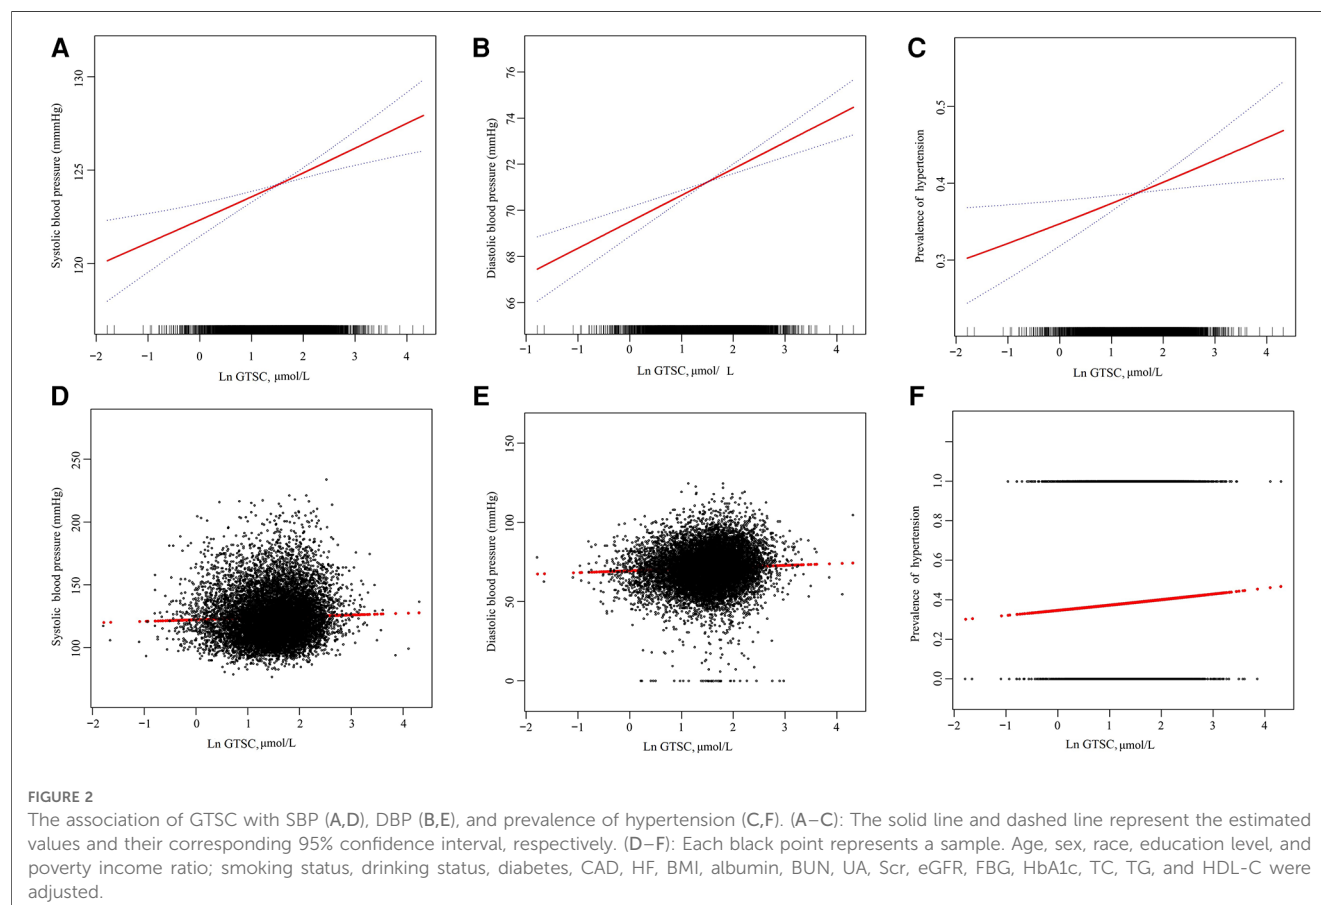 A
B
C
Systolic blood pressure (mmmHg)
130
125
120
−2
−1
0
1
2
3
4
Ln GTSC, μmol/L
Diastolic blood pressure (mmHg)
76
74
72
70
68
66
−2
−1
0
1
2
3
4
Ln GTSC, μmol/ L
Prevalence of hypertension
0.5
0.4
0.3
−2
−1
0
1
2
3
4
Ln GTSC, μmol/L
D
E
F
Systolic blood pressure (mmHg)
250
200
150
100
−2
−1
0
1
2
3
4
Ln GTSC, μmol/L
Diastolic blood pressure (mmHg)
150
100
50
0
−2
−1
0
1
2
3
4
Ln GTSC, μmol/L
Prevalence of hypertension
1.0
0.8
0.6
0.4
0.2
0.0
−2
−1
0
1
2
3
4
Ln GTSC, μmol/L
FIGURE 2
The association of GTSC with SBP (A,D), DBP (B,E), and prevalence of hypertension (C,F). (A–C): The solid line and dashed line represent the estimated
values and their corresponding 95% confidence interval, respectively. (D–F): Each black point represents a sample. Age, sex, race, education level, and
poverty income ratio; smoking status, drinking status, diabetes, CAD, HF, BMI, albumin, BUN, UA, Scr, eGFR, FBG, HbA1c, TC, TG, and HDL-C were
adjusted.